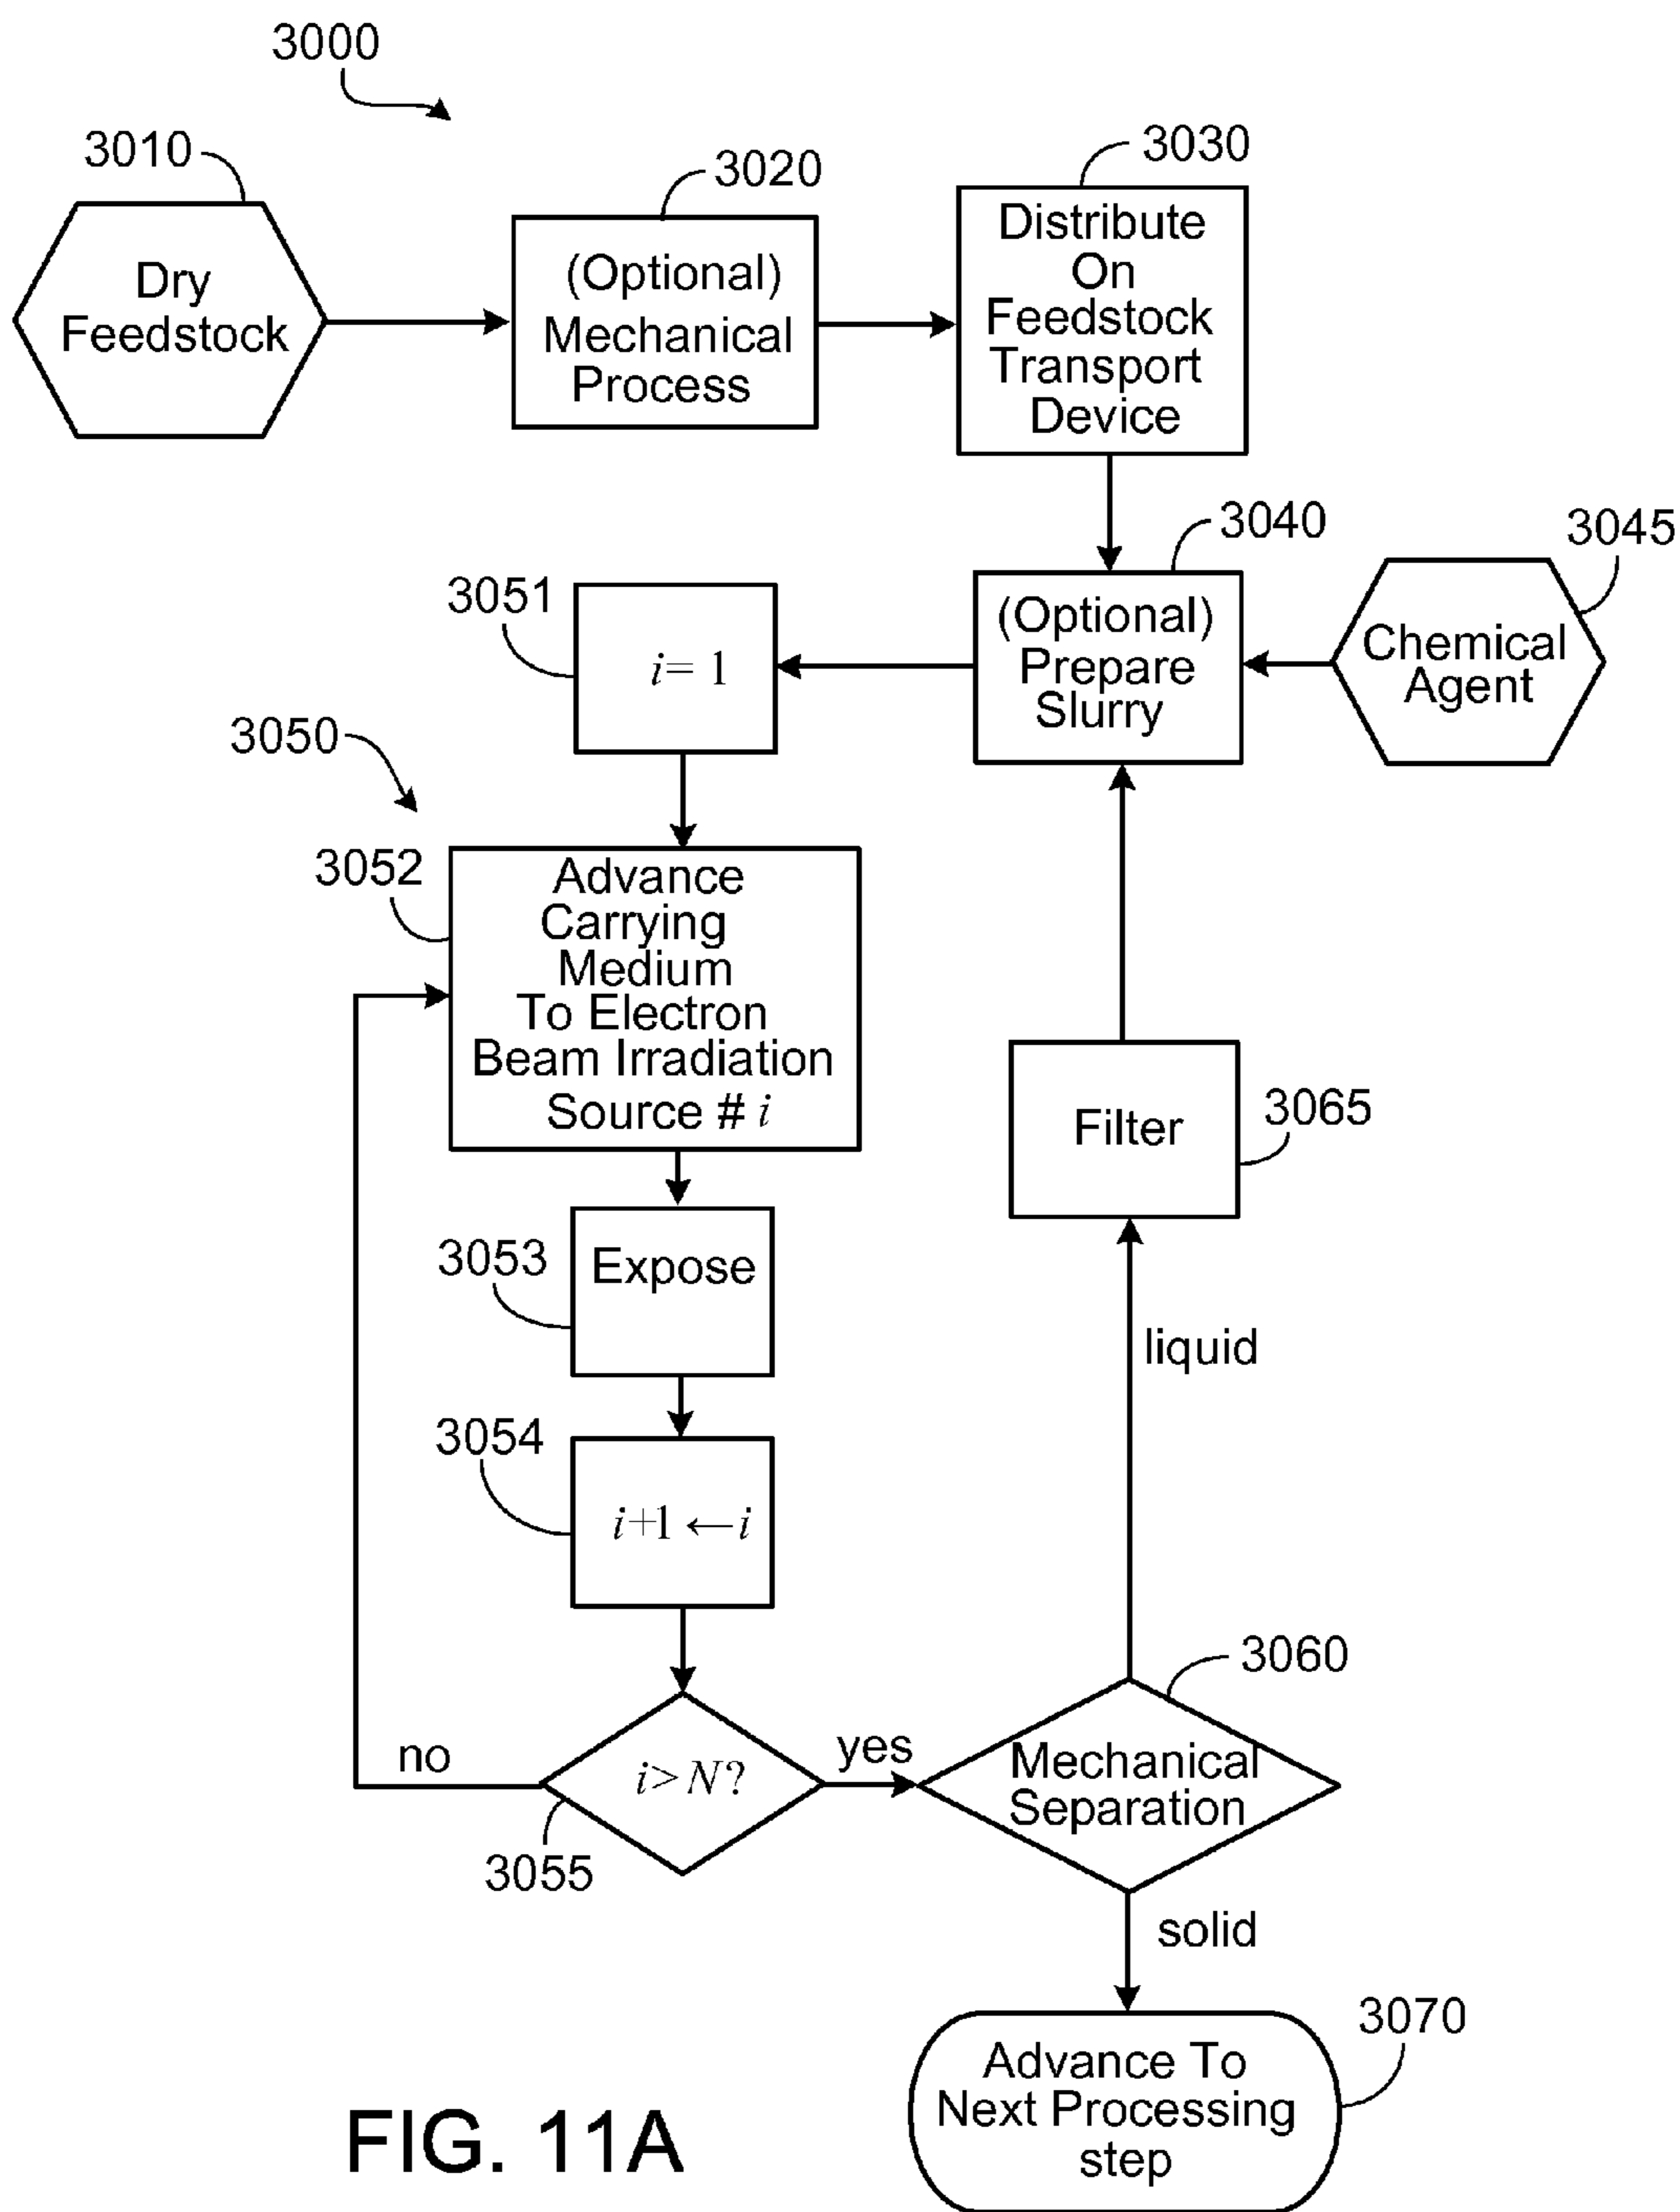 3000
3010
3020
3030
Dry
Feedstock
(Optional)
Mechanical
Process
Distribute
On
Feedstock
Transport
Device
3040
3045
3051
i= 1
(Optional)
Prepare
Slurry
Chemical
Agent
3050
3052
Advance
Carrying
Medium
To Electron
Beam Irradiation
Source # i
Filter
3065
3053
Expose
liquid
3054
i+1 ←i
3060
no
i>N?
yes
Mechanical
Separation
3055
solid
3070
Advance To
Next Processing
step
FIG. 11A